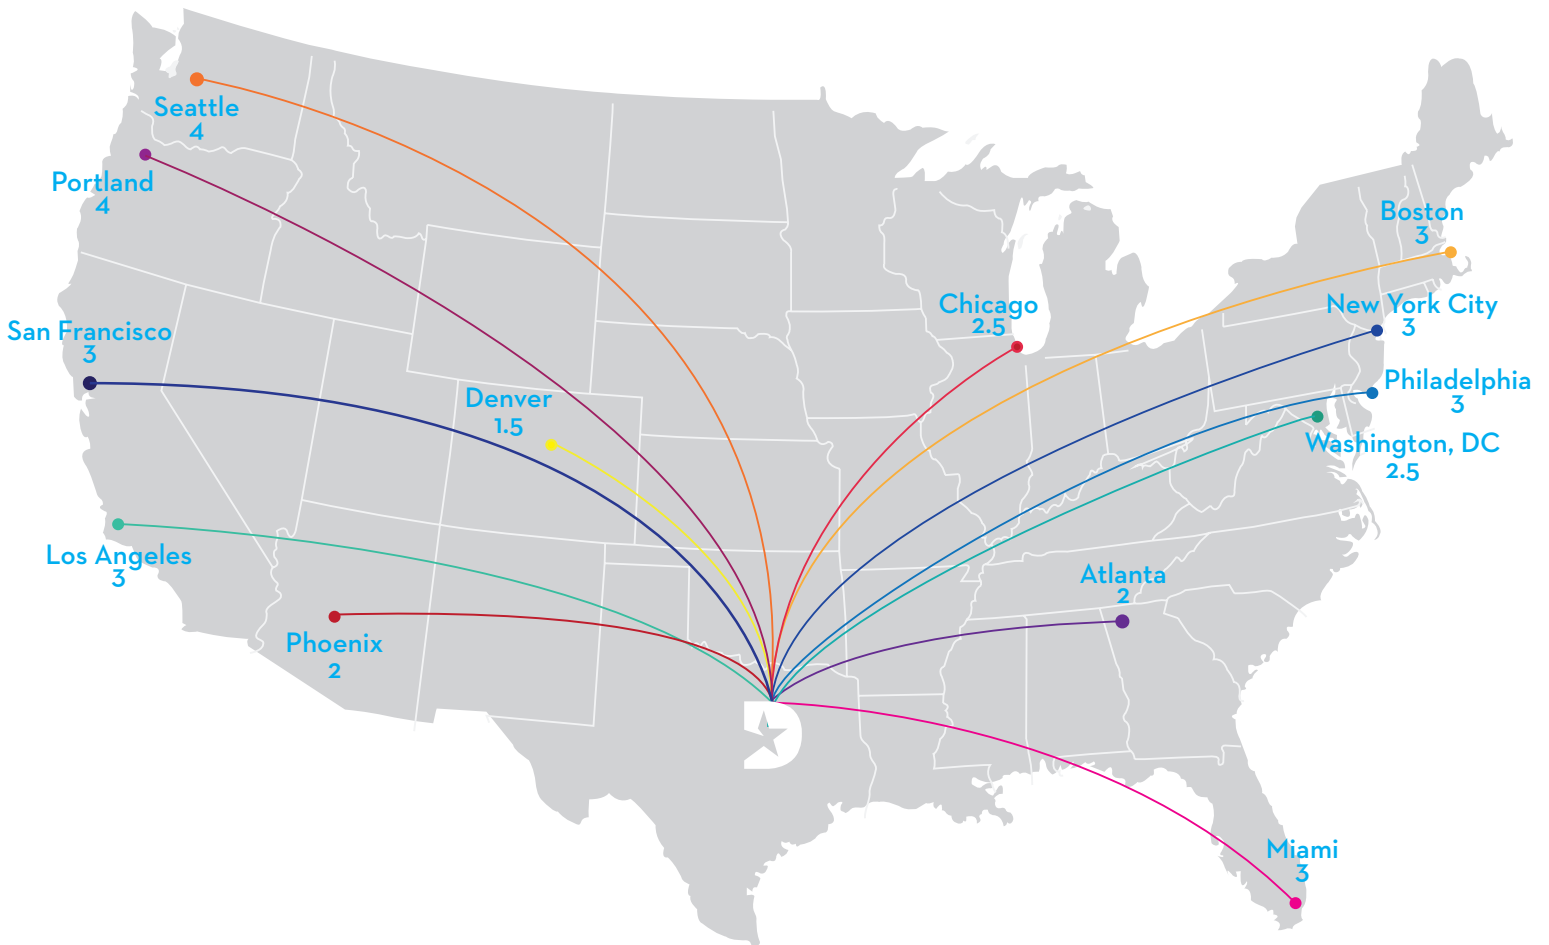 Seattle
4
Portland
4
Boston
3
Chicago
2.5
New York City
3
San Francisco
3
Denver
1.5
Philadelphia
3
Washington, DC
2.5
Los Angeles
3
Atlanta
2
Phoenix
2
D
Miami
3